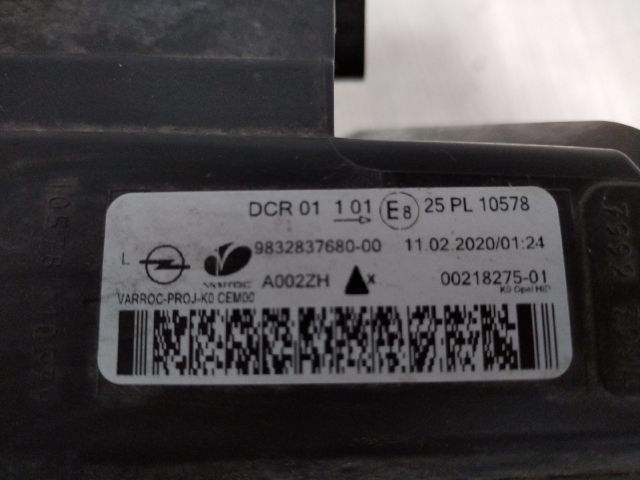 DCR 01 1 01 E8 25 PL 10578
L 9832837680-00 11.02.2020/01:24
VARROC A002ZH X 00218275-01
K0 Opel HID
VARROC-PROJ-K0 CEM00